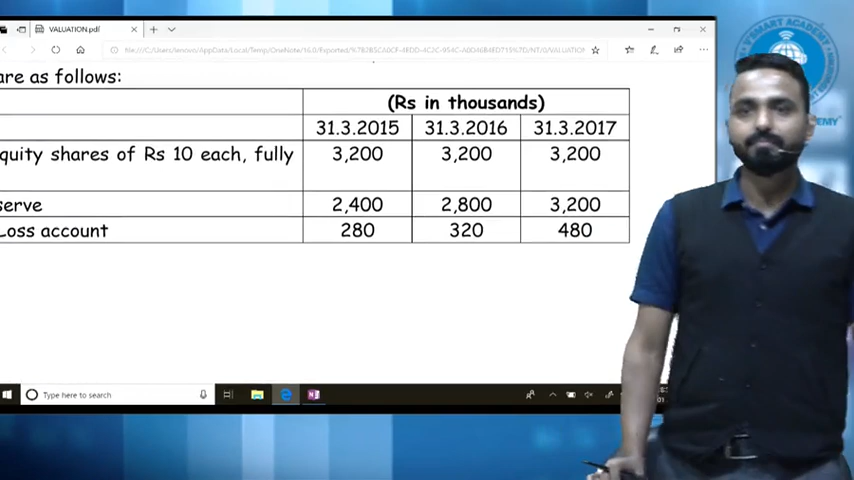 VALUATION.pdf
are as follows:
(Rs in thousands)
31.3.2015 31.3.2016 31.3.2017
quity shares of Rs 10 each, fully 3,200 3,200 3,200
serve 2,400 2,800 3,200
Loss account 280 320 480
Type here to search